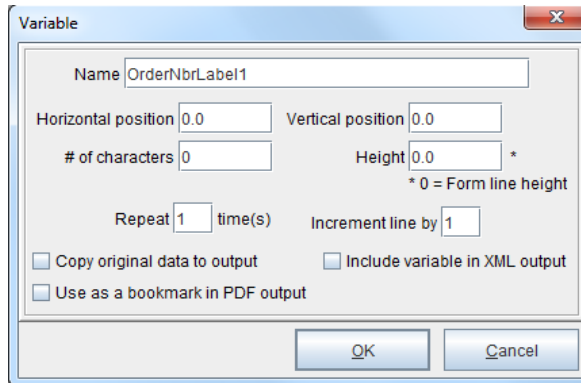 Variable
Name OrderNbrLabel1
Horizontal position 0.0 Vertical position 0.0
# of characters 0 Height 0.0 *
* 0 = Form line height
Repeat 1 time(s) Increment line by 1
Copy original data to output Include variable in XML output
Use as a bookmark in PDF output
OK Cancel